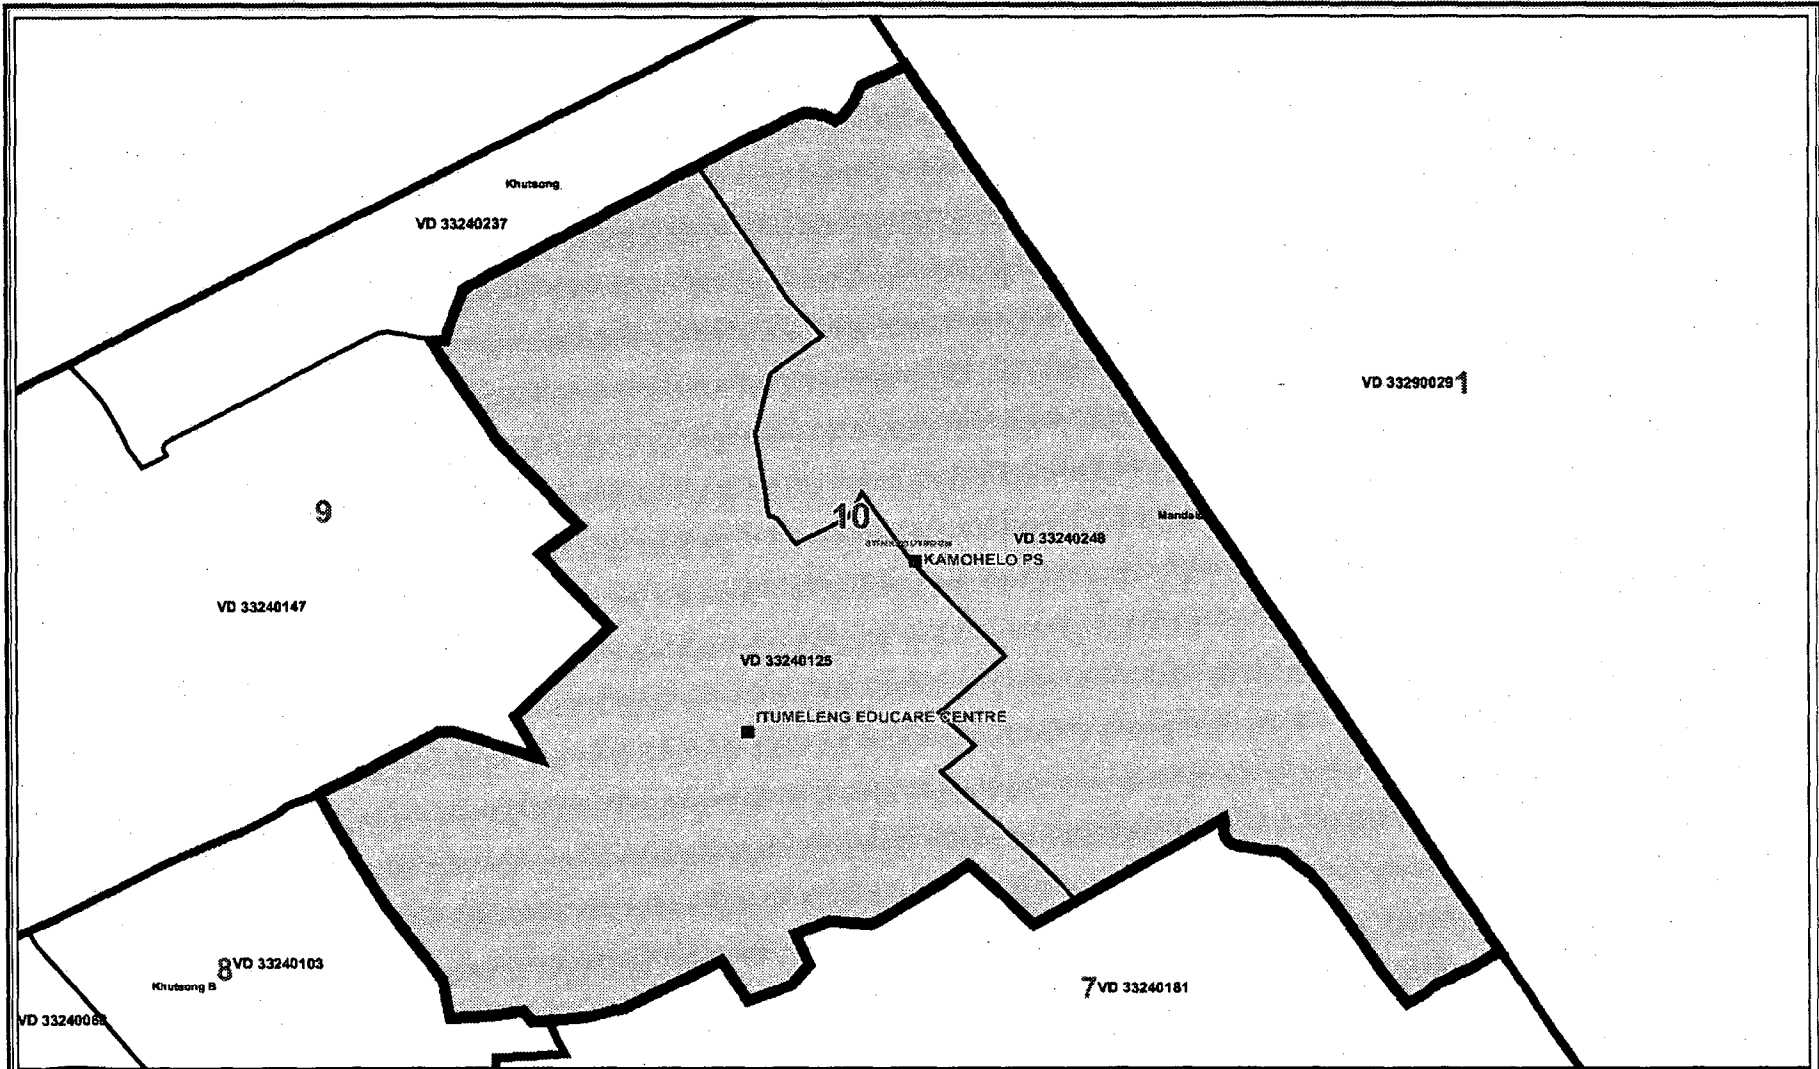 Khutsong
VD 33240237
VD 33290029 1
9
10
Mandela
VD 33240248
KAMOHELO PS
VD 33240147
VD 33240125
ITUMELENG EDUCARE CENTRE
8 VD 33240103
Khutsong B
7 VD 33240181